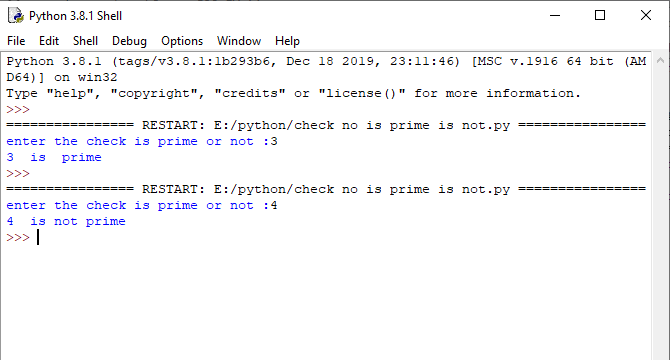 Python 3.8.1 Shell
File Edit Shell Debug Options Window Help
Python 3.8.1 (tags/v3.8.1:1b293b6, Dec 18 2019, 23:11:46) [MSC v.1916 64 bit (AM
D64)] on win32
Type "help", "copyright", "credits" or "license()" for more information.
>>>
================ RESTART: E:/python/check no is prime is not.py ================
enter the check is prime or not :3
3  is  prime
>>>
================ RESTART: E:/python/check no is prime is not.py ================
enter the check is prime or not :4
4  is not prime
>>>